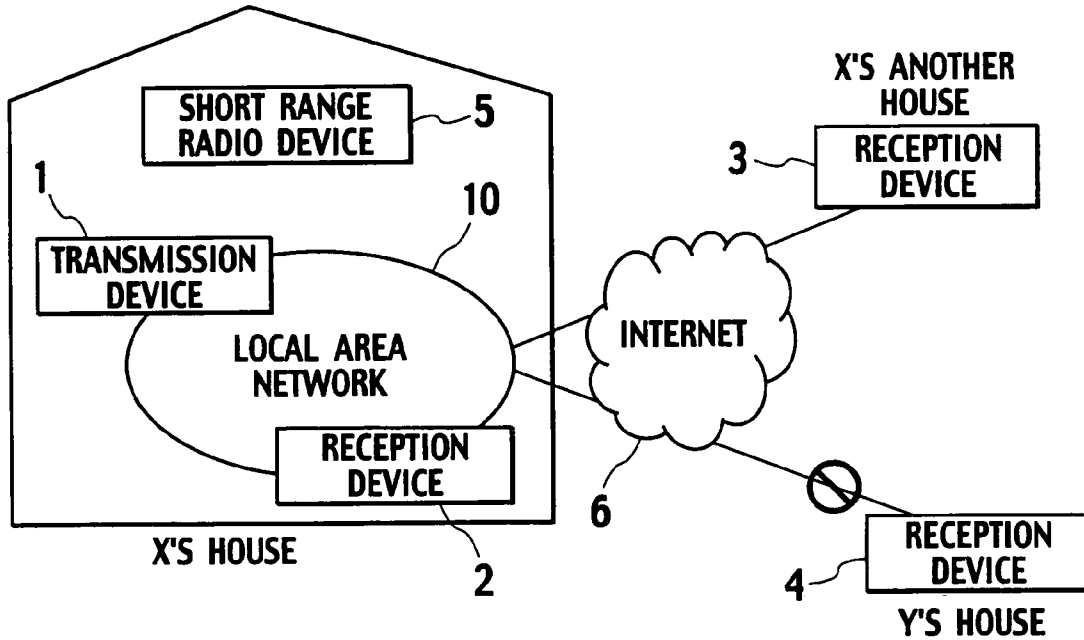 SHORT RANGE
RADIO DEVICE
5
1
TRANSMISSION
DEVICE
10
LOCAL AREA
NETWORK
RECEPTION
DEVICE
2
X'S HOUSE
INTERNET
6
X'S ANOTHER
HOUSE
3
RECEPTION
DEVICE
4
RECEPTION
DEVICE
Y'S HOUSE